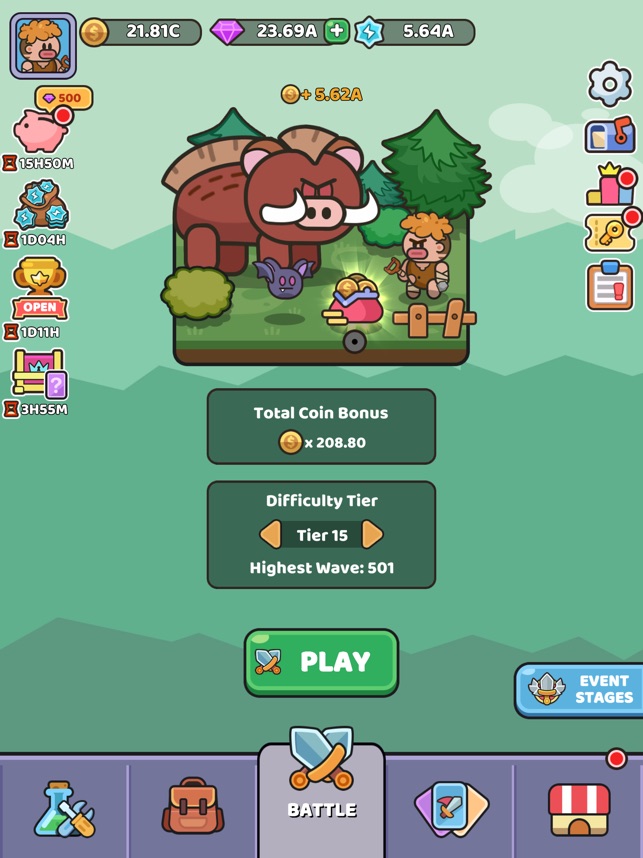 21.81C
23.69A
5.64A
500
+ 5.62A
15H50M
1D04H
OPEN
1D11H
?
3H55M
Total Coin Bonus
x 208.80
Difficulty Tier
Tier 15
Highest Wave: 501
PLAY
EVENT
STAGES
BATTLE